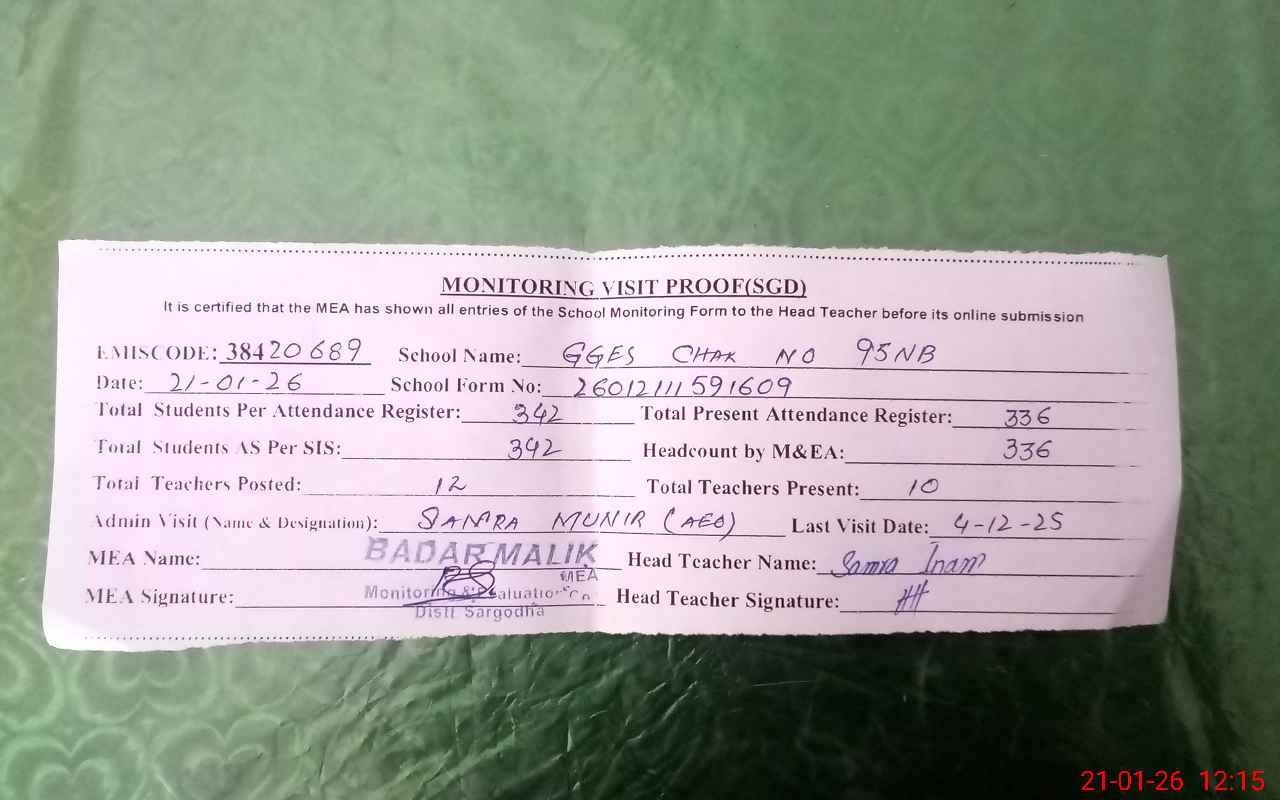 MONITORING VISIT PROOF(SGD)
It is certified that the MEA has shown all entries of the School Monitoring Form to the Head Teacher before its online submission
EMISCODE: 38420689 School Name: GGES CHAK NO 95NB
Date: 21-01-26 School Form No: 26012111591609
Total Students Per Attendance Register: 342 Total Present Attendance Register: 336
Total Students AS Per SIS: 342 Headcount by M&EA: 336
Total Teachers Posted: 12 Total Teachers Present: 10
Admin Visit (Name & Designation): SAMRA MUNIR (AEO) Last Visit Date: 4-12-25
MEA Name: BADAR MALIK Head Teacher Name: Samra Inam
MEA
MEA Signature: Monitoring & Evaluation Head Teacher Signature:
Distt Sargodha
21-01-26 12:15